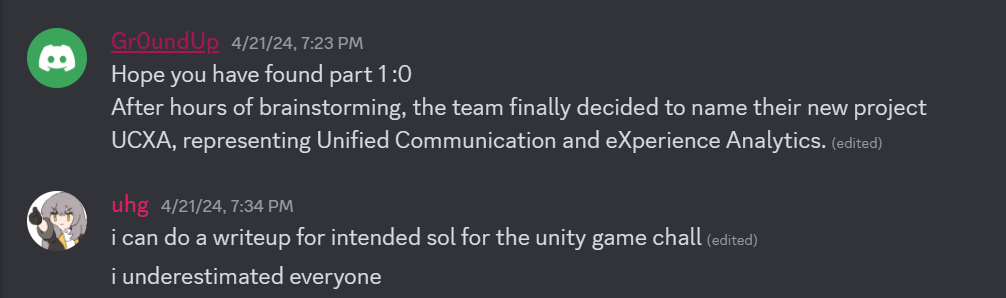 Gr0undUp 4/21/24, 7:23 PM
Hope you have found part 1 :0
After hours of brainstorming, the team finally decided to name their new project
UCXA, representing Unified Communication and eXperience Analytics. (edited)
uhg 4/21/24, 7:34 PM
i can do a writeup for intended sol for the unity game chall (edited)
i underestimated everyone